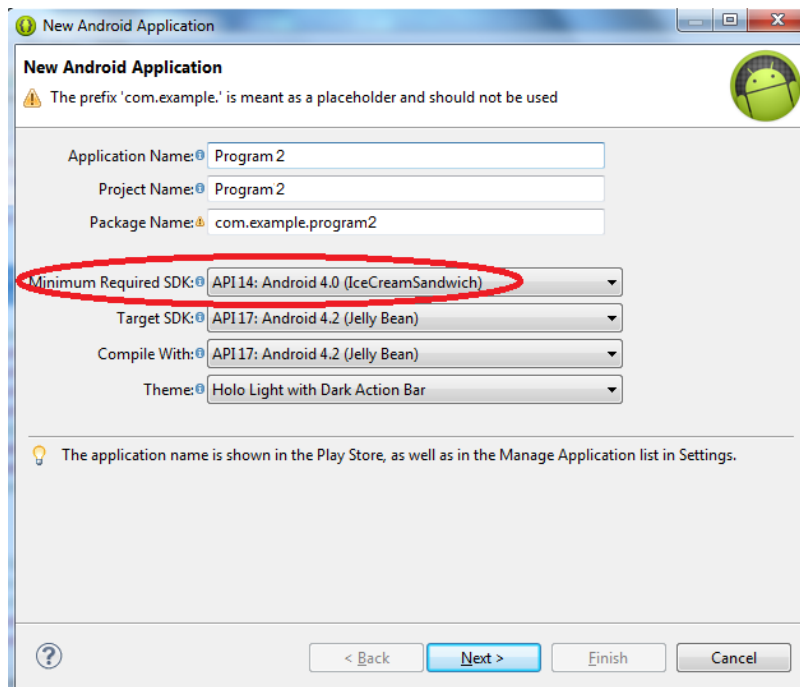 New Android Application
New Android Application
The prefix 'com.example.' is meant as a placeholder and should not be used
Application Name: Program 2
Project Name: Program 2
Package Name: com.example.program2
Minimum Required SDK: API 14: Android 4.0 (IceCreamSandwich)
Target SDK: API 17: Android 4.2 (Jelly Bean)
Compile With: API 17: Android 4.2 (Jelly Bean)
Theme: Holo Light with Dark Action Bar
The application name is shown in the Play Store, as well as in the Manage Application list in Settings.
? < Back Next > Finish Cancel